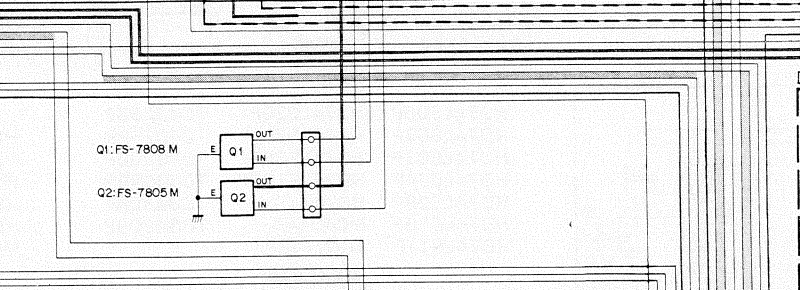 OUT
Q1:FS-7808 M
E
Q1
IN
OUT
Q2:FS-7805 M
E
Q2
IN